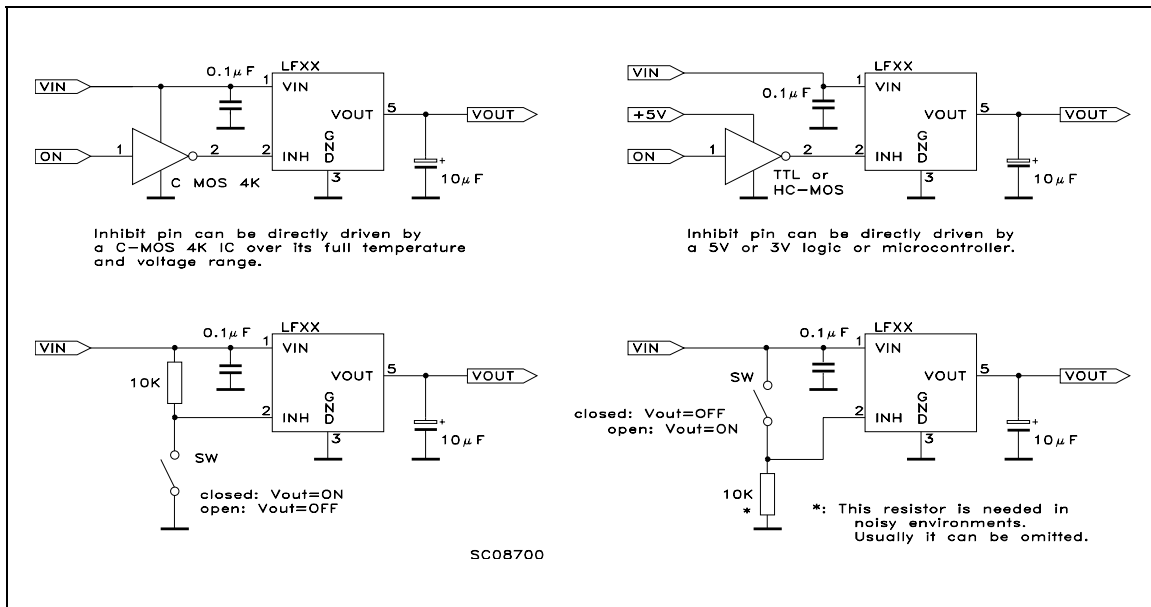 LFXX
0.1μF
VIN
1
VIN
VOUT
5
VOUT
ON
1
2
2
INH
GND
3
C MOS 4K
10μF
+
Inhibit pin can be directly driven by
a C-MOS 4K IC over its full temperature
and voltage range.
LFXX
VIN
1
VIN
0.1μF
+5V
VOUT
5
VOUT
ON
1
2
2
INH
GND
3
TTL or
HC-MOS
10μF
+
Inhibit pin can be directly driven by
a 5V or 3V logic or microcontroller.
LFXX
0.1μF
VIN
1
VIN
10K
VOUT
5
VOUT
2
INH
GND
3
10μF
+
SW
closed: Vout=ON
open: Vout=OFF
LFXX
0.1μF
VIN
1
VIN
SW
VOUT
5
VOUT
closed: Vout=OFF
open: Vout=ON
2
INH
GND
3
10μF
+
10K
*
*: This resistor is needed in
noisy environments.
Usually it can be omitted.
SC08700